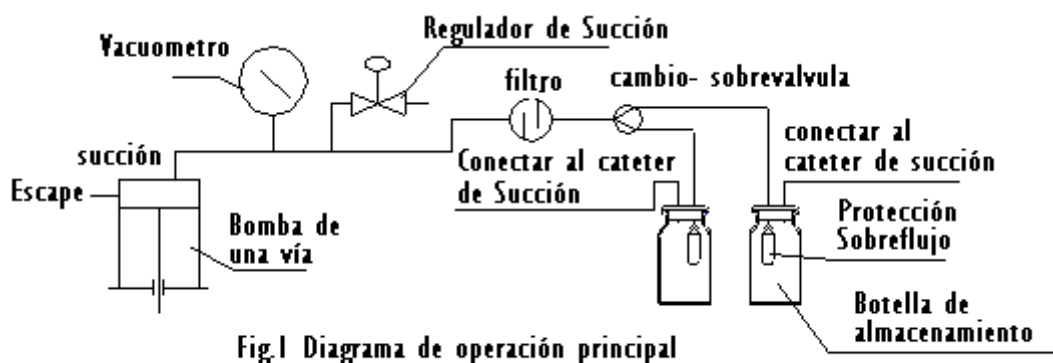 Regulador de Succión
Vacuometro
filtro
cambio- sobrevalvula
succión
Conectar al cateter
de Succión
conectar al
cateter de succión
Escape
Bomba de
una vía
Protección
Sobreflujo
Botella de
almacenamiento
Fig.1 Diagrama de operación principal